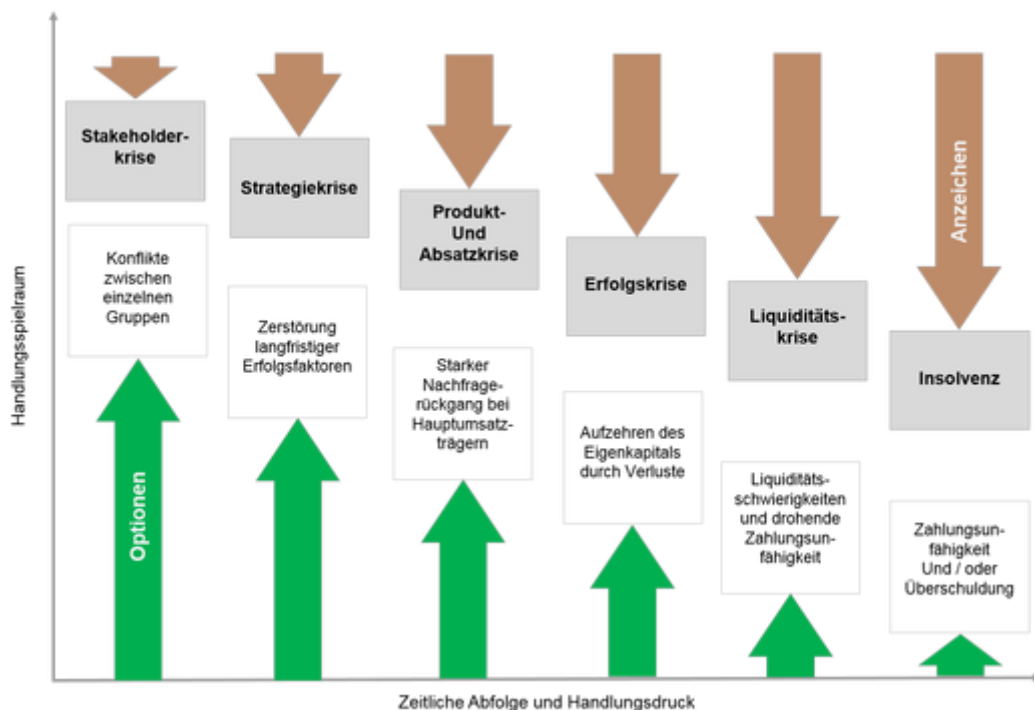 Stakeholder-
krise
Konflikte
zwischen
einzelnen
Gruppen
Optionen
Strategiekrise
Zerstörung
langfristiger
Erfolgsfaktoren
Produkt-
Und
Absatzkrise
Starker
Nachfrage-
rückgang bei
Hauptumsatz-
trägern
Erfolgskrise
Aufzehren des
Eigenkapitals
durch Verluste
Liquiditäts-
krise
Liquiditäts-
schwierigkeiten
und drohende
Zahlungsun-
fähigkeit
Anzeichen
Insolvenz
Zahlungsun-
fähigkeit
Und / oder
Überschuldung
Handlungsspielraum
Zeitliche Abfolge und Handlungsdruck